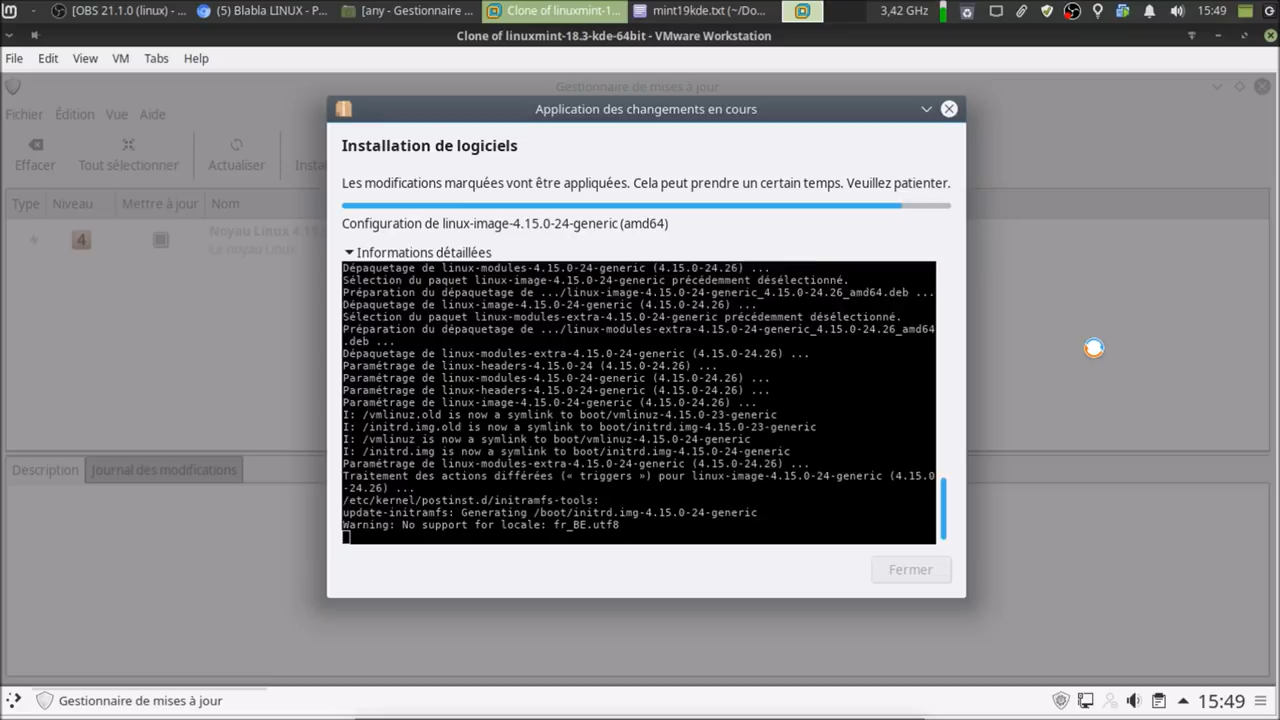 [OBS 21.1.0 (linux) (...
(5) Blabla LINUX - P...
[any - Gestionnaire ...
Clone of linuxmint-1...
mint19kde.txt (~/Do...
3,42 GHz
15:49
Clone of linuxmint-18.3-kde-64bit - VMware Workstation
File Edit View VM Tabs Help
Gestionnaire de mises à jour
Fichier Édition Vue Aide
Effacer Tout sélectionner Actualiser
Type Niveau Mettre à jour Nom
4
Noyau Linux 4.15
Le noyau Linux
Description Journal des modifications
Application des changements en cours
Installation de logiciels
Les modifications marquées vont être appliquées. Cela peut prendre un certain temps. Veuillez patienter.
Configuration de linux-image-4.15.0-24-generic (amd64)
Informations détaillées
Dépaquetage de linux-modules-4.15.0-24-generic (4.15.0-24.26) ...
Sélection du paquet linux-image-4.15.0-24-generic précédemment désélectionné.
Préparation du dépaquetage de .../linux-image-4.15.0-24-generic_4.15.0-24.26_amd64.deb ...
Dépaquetage de linux-image-4.15.0-24-generic (4.15.0-24.26) ...
Sélection du paquet linux-modules-extra-4.15.0-24-generic précédemment désélectionné.
Préparation du dépaquetage de .../linux-modules-extra-4.15.0-24-generic_4.15.0-24.26_amd64
.deb ...
Dépaquetage de linux-modules-extra-4.15.0-24-generic (4.15.0-24.26) ...
Paramétrage de linux-headers-4.15.0-24 (4.15.0-24.26) ...
Paramétrage de linux-modules-4.15.0-24-generic (4.15.0-24.26) ...
Paramétrage de linux-headers-4.15.0-24-generic (4.15.0-24.26) ...
Paramétrage de linux-image-4.15.0-24-generic (4.15.0-24.26) ...
I: /vmlinuz.old is now a symlink to boot/vmlinuz-4.15.0-23-generic
I: /initrd.img.old is now a symlink to boot/initrd.img-4.15.0-23-generic
I: /vmlinuz is now a symlink to boot/vmlinuz-4.15.0-24-generic
I: /initrd.img is now a symlink to boot/initrd.img-4.15.0-24-generic
Paramétrage de linux-modules-extra-4.15.0-24-generic (4.15.0-24.26) ...
Traitement des actions différées (« triggers ») pour linux-image-4.15.0-24-generic (4.15.0
-24.26) ...
/etc/kernel/postinst.d/initramfs-tools:
update-initramfs: Generating /boot/initrd.img-4.15.0-24-generic
Warning: No support for locale: fr_BE.utf8
Fermer
Gestionnaire de mises à jour
15:49